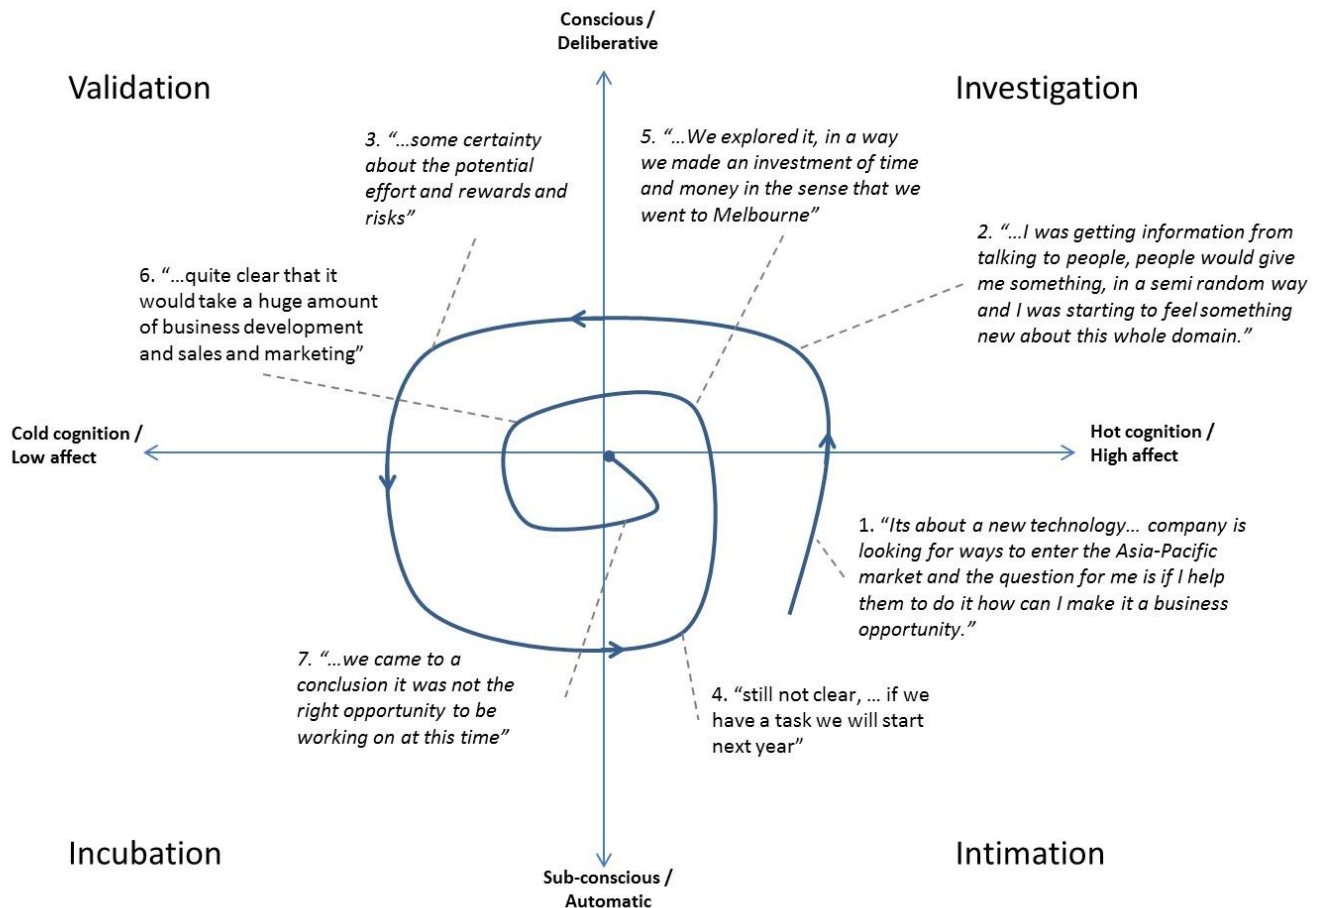 Conscious /
Deliberative
Validation
Investigation
3. “…some certainty
about the potential
effort and rewards and
risks”
5. “…We explored it, in a way
we made an investment of time
and money in the sense that we
went to Melbourne”
2. “…I was getting information from
talking to people, people would give
me something, in a semi random way
and I was starting to feel something
new about this whole domain.”
6. “…quite clear that it
would take a huge amount
of business development
and sales and marketing”
Cold cognition /
Low affect
Hot cognition /
High affect
1. “Its about a new technology… company is
looking for ways to enter the Asia-Pacific
market and the question for me is if I help
them to do it how can I make it a business
opportunity.”
7. “…we came to a
conclusion it was not the
right opportunity to be
working on at this time”
4. “still not clear, … if we
have a task we will start
next year”
Incubation
Intimation
Sub-conscious /
Automatic